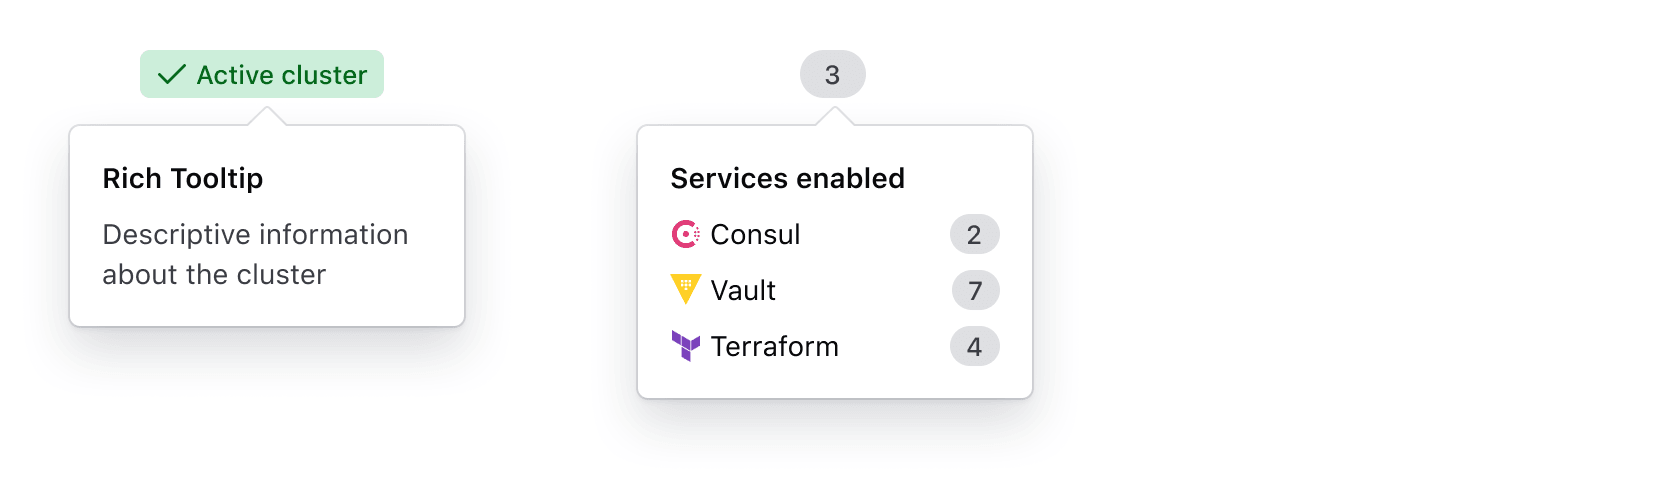 Active cluster
Rich Tooltip
Descriptive information
about the cluster
3
Services enabled
Consul 2
Vault 7
Terraform 4